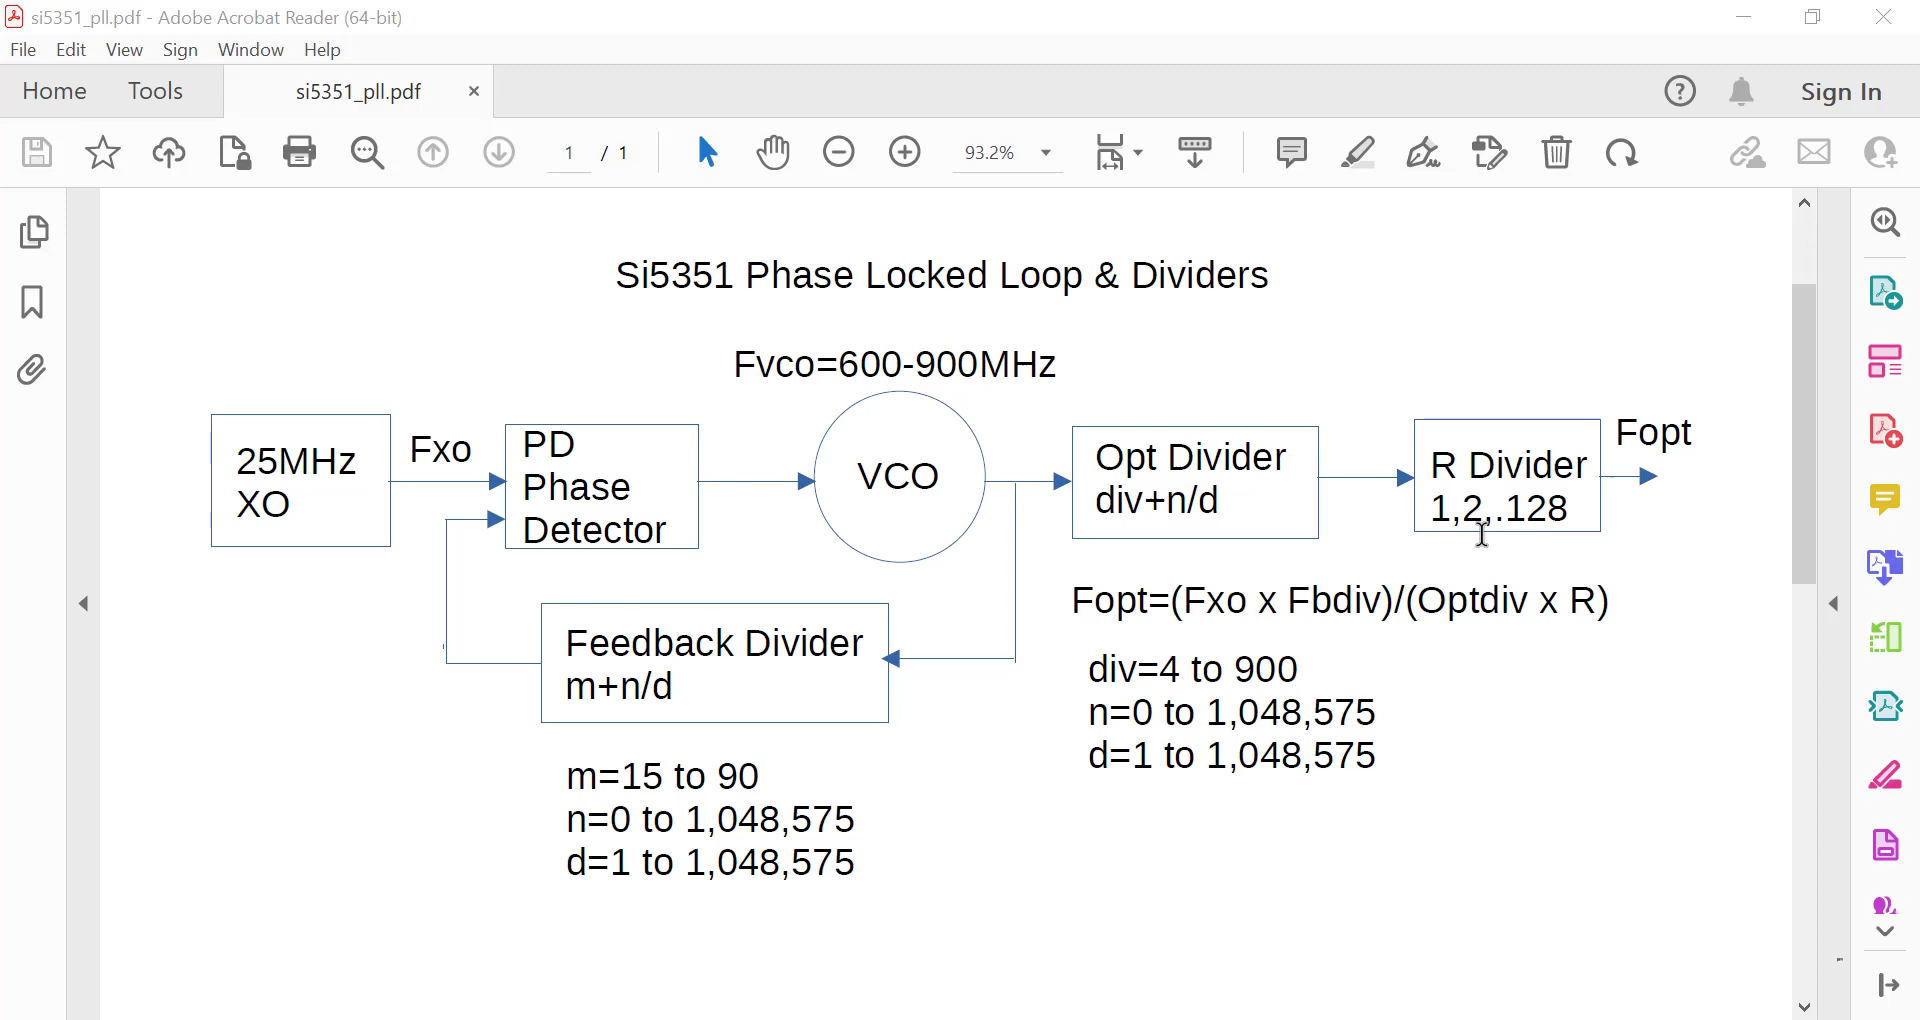 si5351_pll.pdf - Adobe Acrobat Reader (64-bit)
File Edit View Sign Window Help
Home Tools si5351_pll.pdf × Sign In
1 / 1 93.2%
Si5351 Phase Locked Loop & Dividers
Fvco=600-900MHz
25MHz
XO
Fxo
PD
Phase
Detector
VCO
Opt Divider
div+n/d
R Divider
1,2,.128
Fopt
Feedback Divider
m+n/d
Fopt=(Fxo x Fbdiv)/(Optdiv x R)
div=4 to 900
n=0 to 1,048,575
d=1 to 1,048,575
m=15 to 90
n=0 to 1,048,575
d=1 to 1,048,575